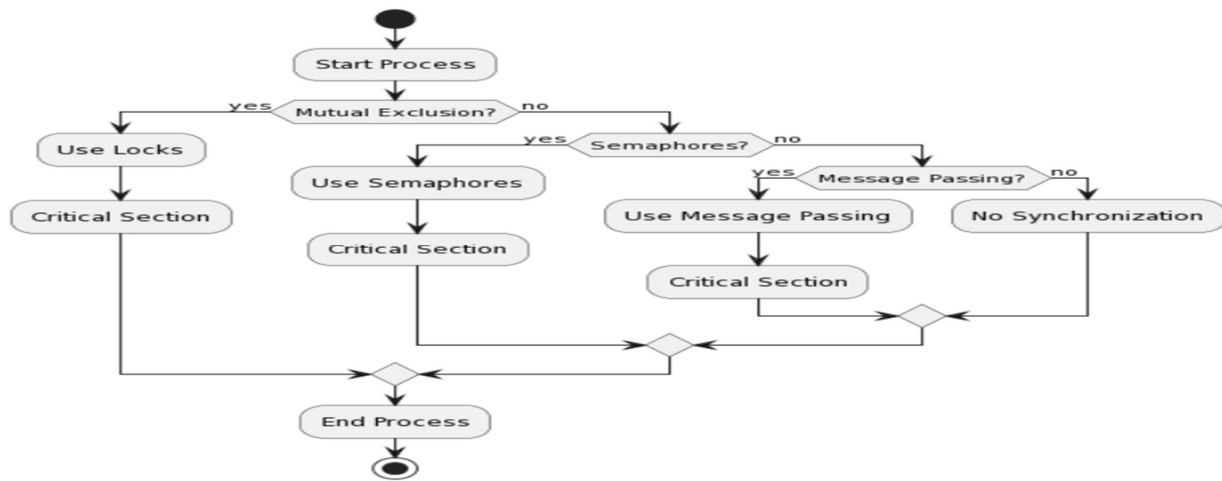 Start Process
yes
Mutual Exclusion?
no
Use Locks
yes
Semaphores?
no
Critical Section
Use Semaphores
yes
Message Passing?
no
Critical Section
Use Message Passing
No Synchronization
Critical Section
End Process